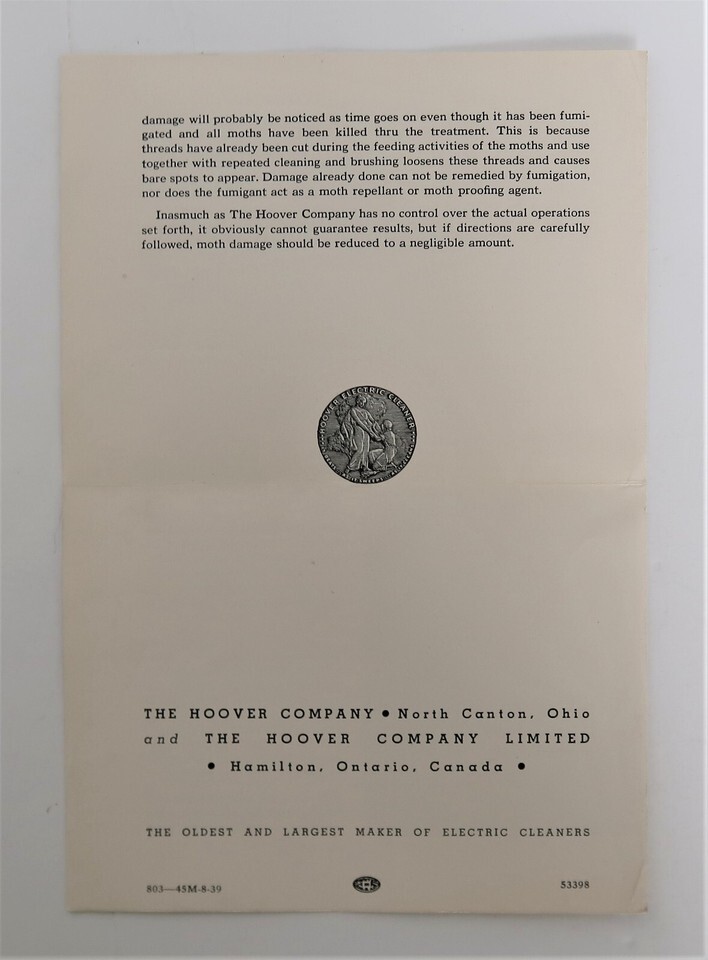 damage will probably be noticed as time goes on even though it has been fumi-
gated and all moths have been killed thru the treatment. This is because
threads have already been cut during the feeding activities of the moths and use
together with repeated cleaning and brushing loosens these threads and causes
bare spots to appear. Damage already done can not be remedied by fumigation,
nor does the fumigant act as a moth repellant or moth proofing agent.
Inasmuch as The Hoover Company has no control over the actual operations
set forth, it obviously cannot guarantee results, but if directions are carefully
followed, moth damage should be reduced to a negligible amount.
HOOVER ELECTRIC CLEANER
THE HOOVER COMPANY • North Canton, Ohio
and THE HOOVER COMPANY LIMITED
• Hamilton, Ontario, Canada •
THE OLDEST AND LARGEST MAKER OF ELECTRIC CLEANERS
803—45M-8-39
53398